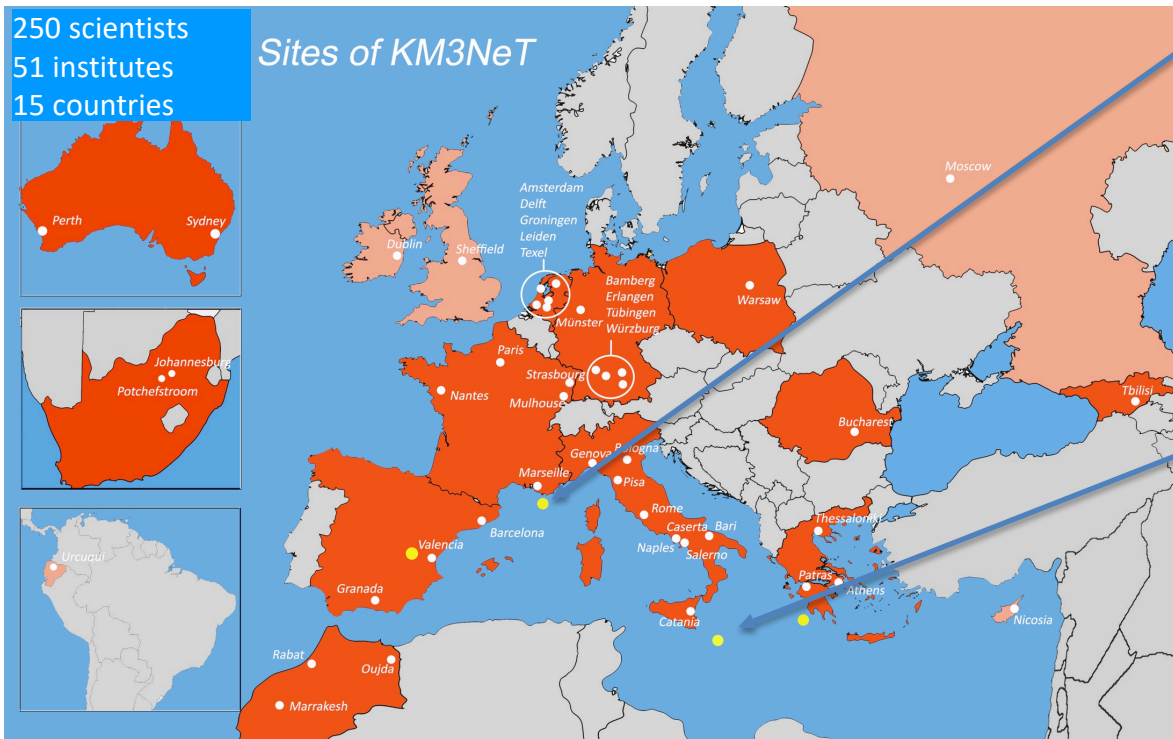 250 scientists
51 institutes
15 countries
Sites of KM3NeT
Moscow
Amsterdam
Delft
Groningen
Leiden
Texel
Perth
Sydney
Dublin
Sheffield
Bamberg
Erlangen
Tübingen
Würzburg
Warsaw
Münster
Johannesburg
Potchefstroom
Paris
Strasbourg
Nantes
Mulhouse
Tbilisi
Bucharest
Genova
Bologna
Marseille
Pisa
Rome
Barcelona
Caserta
Bari
Thessaloniki
Naples
Salerno
Valencia
Urcuqui
Patras
Athens
Granada
Catania
Nicosia
Rabat
Oujda
Marrakesh